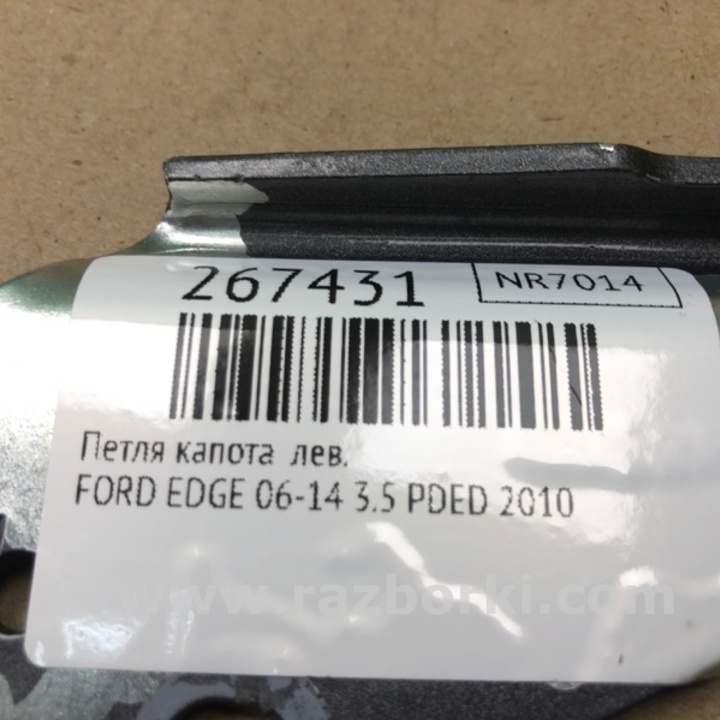 267431
NR7014
Петля капота лев.
FORD EDGE 06-14 3.5 PDED 2010
www.razborki.com